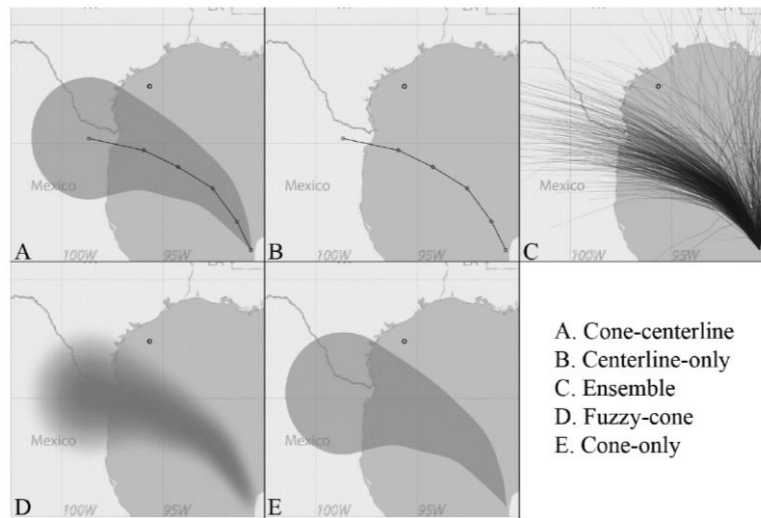 A
Mexico
100W
95W
B
Mexico
100W
95W
C
Mexico
100W
95W
D
Mexico
100W
95W
E
Mexico
100W
95W
A. Cone-centerline
B. Centerline-only
C. Ensemble
D. Fuzzy-cone
E. Cone-only